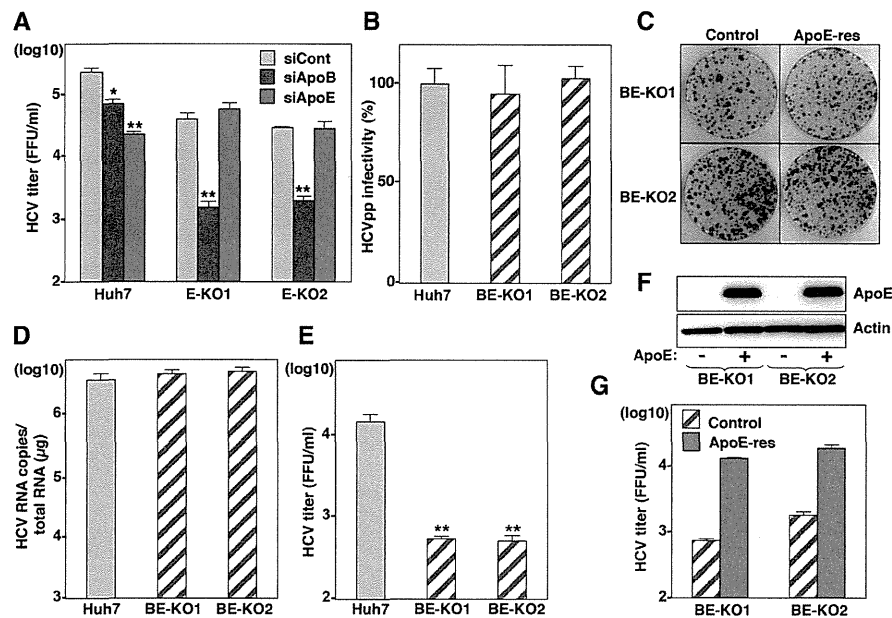 A
(log10)
HCV titer (FFU/ml)
5
4
3
2
siCont
siApoB
siApoE
*
**
**
**
Huh7
E-KO1
E-KO2
B
HCVpp infectivity (%)
100
50
0
Huh7
BE-KO1
BE-KO2
C
Control
ApoE-res
BE-KO1
BE-KO2
F
ApoE
Actin
ApoE: - + - +
BE-KO1
BE-KO2
D
(log10)
HCV RNA copies/
total RNA (μg)
6
5
4
3
Huh7
BE-KO1
BE-KO2
E
(log10)
HCV titer (FFU/ml)
4
3
2
**
**
Huh7
BE-KO1
BE-KO2
G
(log10)
HCV titer (FFU/ml)
4
3
2
Control
ApoE-res
BE-KO1
BE-KO2